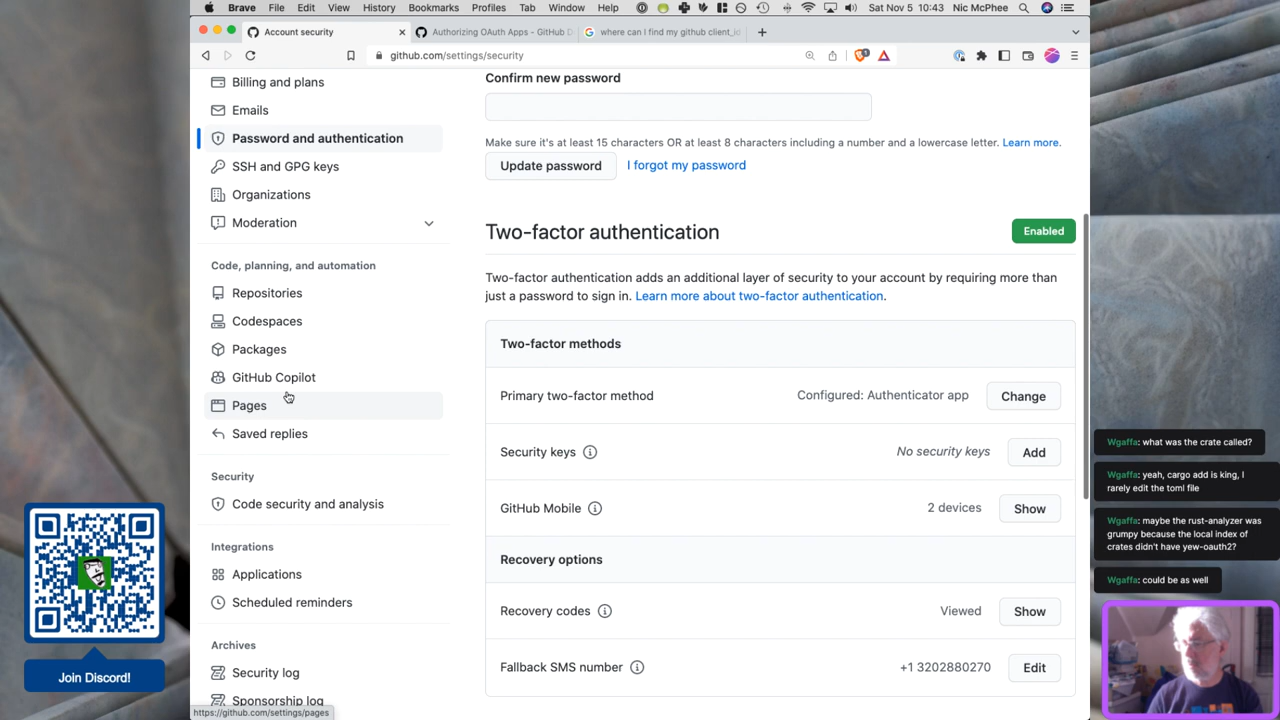 Brave File Edit View History Bookmarks Profiles Tab Window Help Sat Nov 5 10:43 Nic McPhee
Account security
Authorizing OAuth Apps - GitHub D
where can I find my github client_id
github.com/settings/security
Billing and plans
Emails
Password and authentication
SSH and GPG keys
Organizations
Moderation
Code, planning, and automation
Repositories
Codespaces
Packages
GitHub Copilot
Pages
Saved replies
Security
Code security and analysis
Integrations
Applications
Scheduled reminders
Archives
Security log
Sponsorship log
https://github.com/settings/pages
Confirm new password
Make sure it's at least 15 characters OR at least 8 characters including a number and a lowercase letter. Learn more.
Update password I forgot my password
Two-factor authentication Enabled
Two-factor authentication adds an additional layer of security to your account by requiring more than
just a password to sign in. Learn more about two-factor authentication.
Two-factor methods
Primary two-factor method Configured: Authenticator app Change
Security keys No security keys Add
GitHub Mobile 2 devices Show
Recovery options
Recovery codes Viewed Show
Fallback SMS number +1 3202880270 Edit
Wgaffa: what was the crate called?
Wgaffa: yeah, cargo add is king, I
rarely edit the toml file
Wgaffa: maybe the rust-analyzer was
grumpy because the local index of
crates didn't have yew-oauth2?
Wgaffa: could be as well
Join Discord!